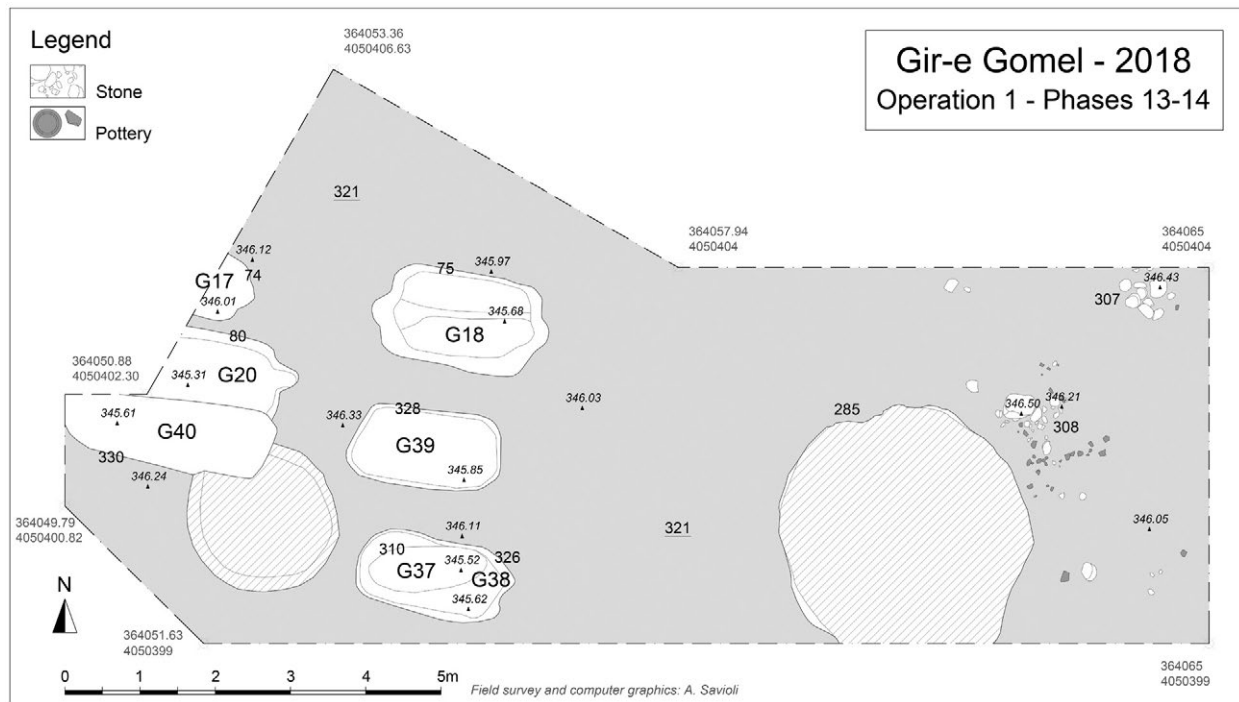 Legend
Stone
Pottery
Gir-e Gomel - 2018
Operation 1 - Phases 13-14
364053.36
4050406.63
321
364057.94
4050404
364065
4050404
346.12
G17
74
346.01
75
345.97
345.68
G18
346.43
307
80
G20
345.31
364050.88
4050402.30
345.61
G40
330
346.24
346.33
328
G39
345.85
346.03
285
346.50
346.21
308
364049.79
4050400.82
346.11
310
326
345.52
G37
G38
345.62
321
346.05
N
364051.63
4050399
364065
4050399
0 1 2 3 4 5m
Field survey and computer graphics: A. Savioli